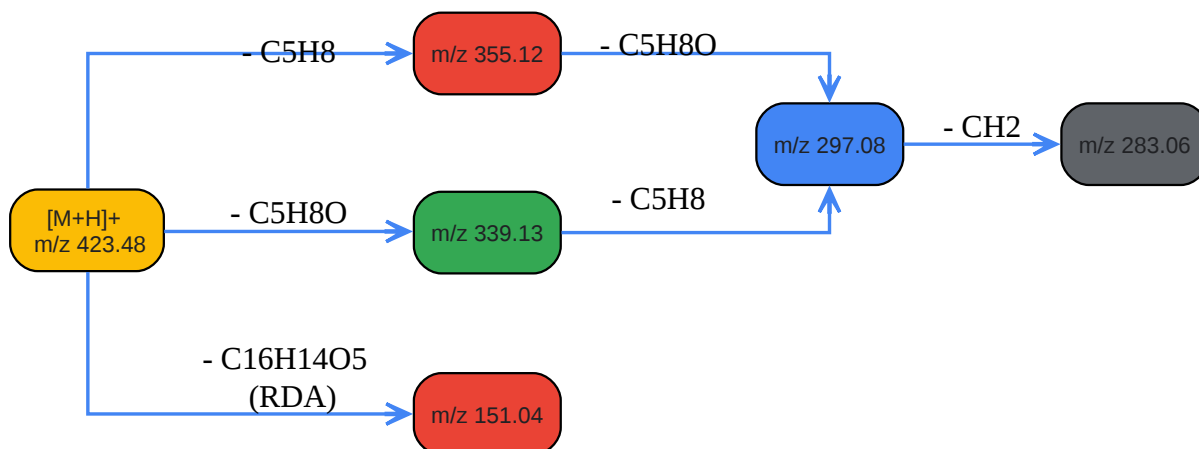 - C5H8
m/z 355.12
- C5H8O
m/z 297.08
- CH2
m/z 283.06
[M+H]+
m/z 423.48
- C5H8O
m/z 339.13
- C5H8
- C16H14O5
(RDA)
m/z 151.04